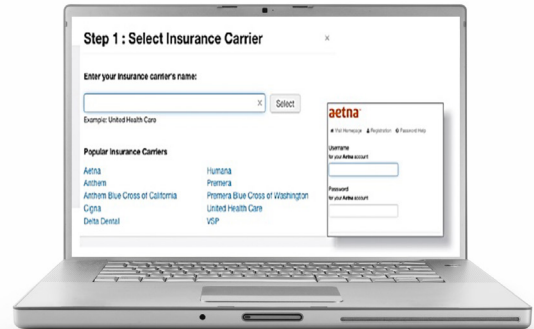 Step 1 : Select Insurance Carrier
×
Enter your insurance carrier's name:
× Select
Example: United Health Care
Popular Insurance Carriers
Aetna Humana
Anthem Premera
Anthem Blue Cross of California Premera Blue Cross of Washington
Cigna United Health Care
Delta Dental VSP
aetna
Visit Homepage Registration Password Help
Username
for your Aetna account
Password
for your Aetna account